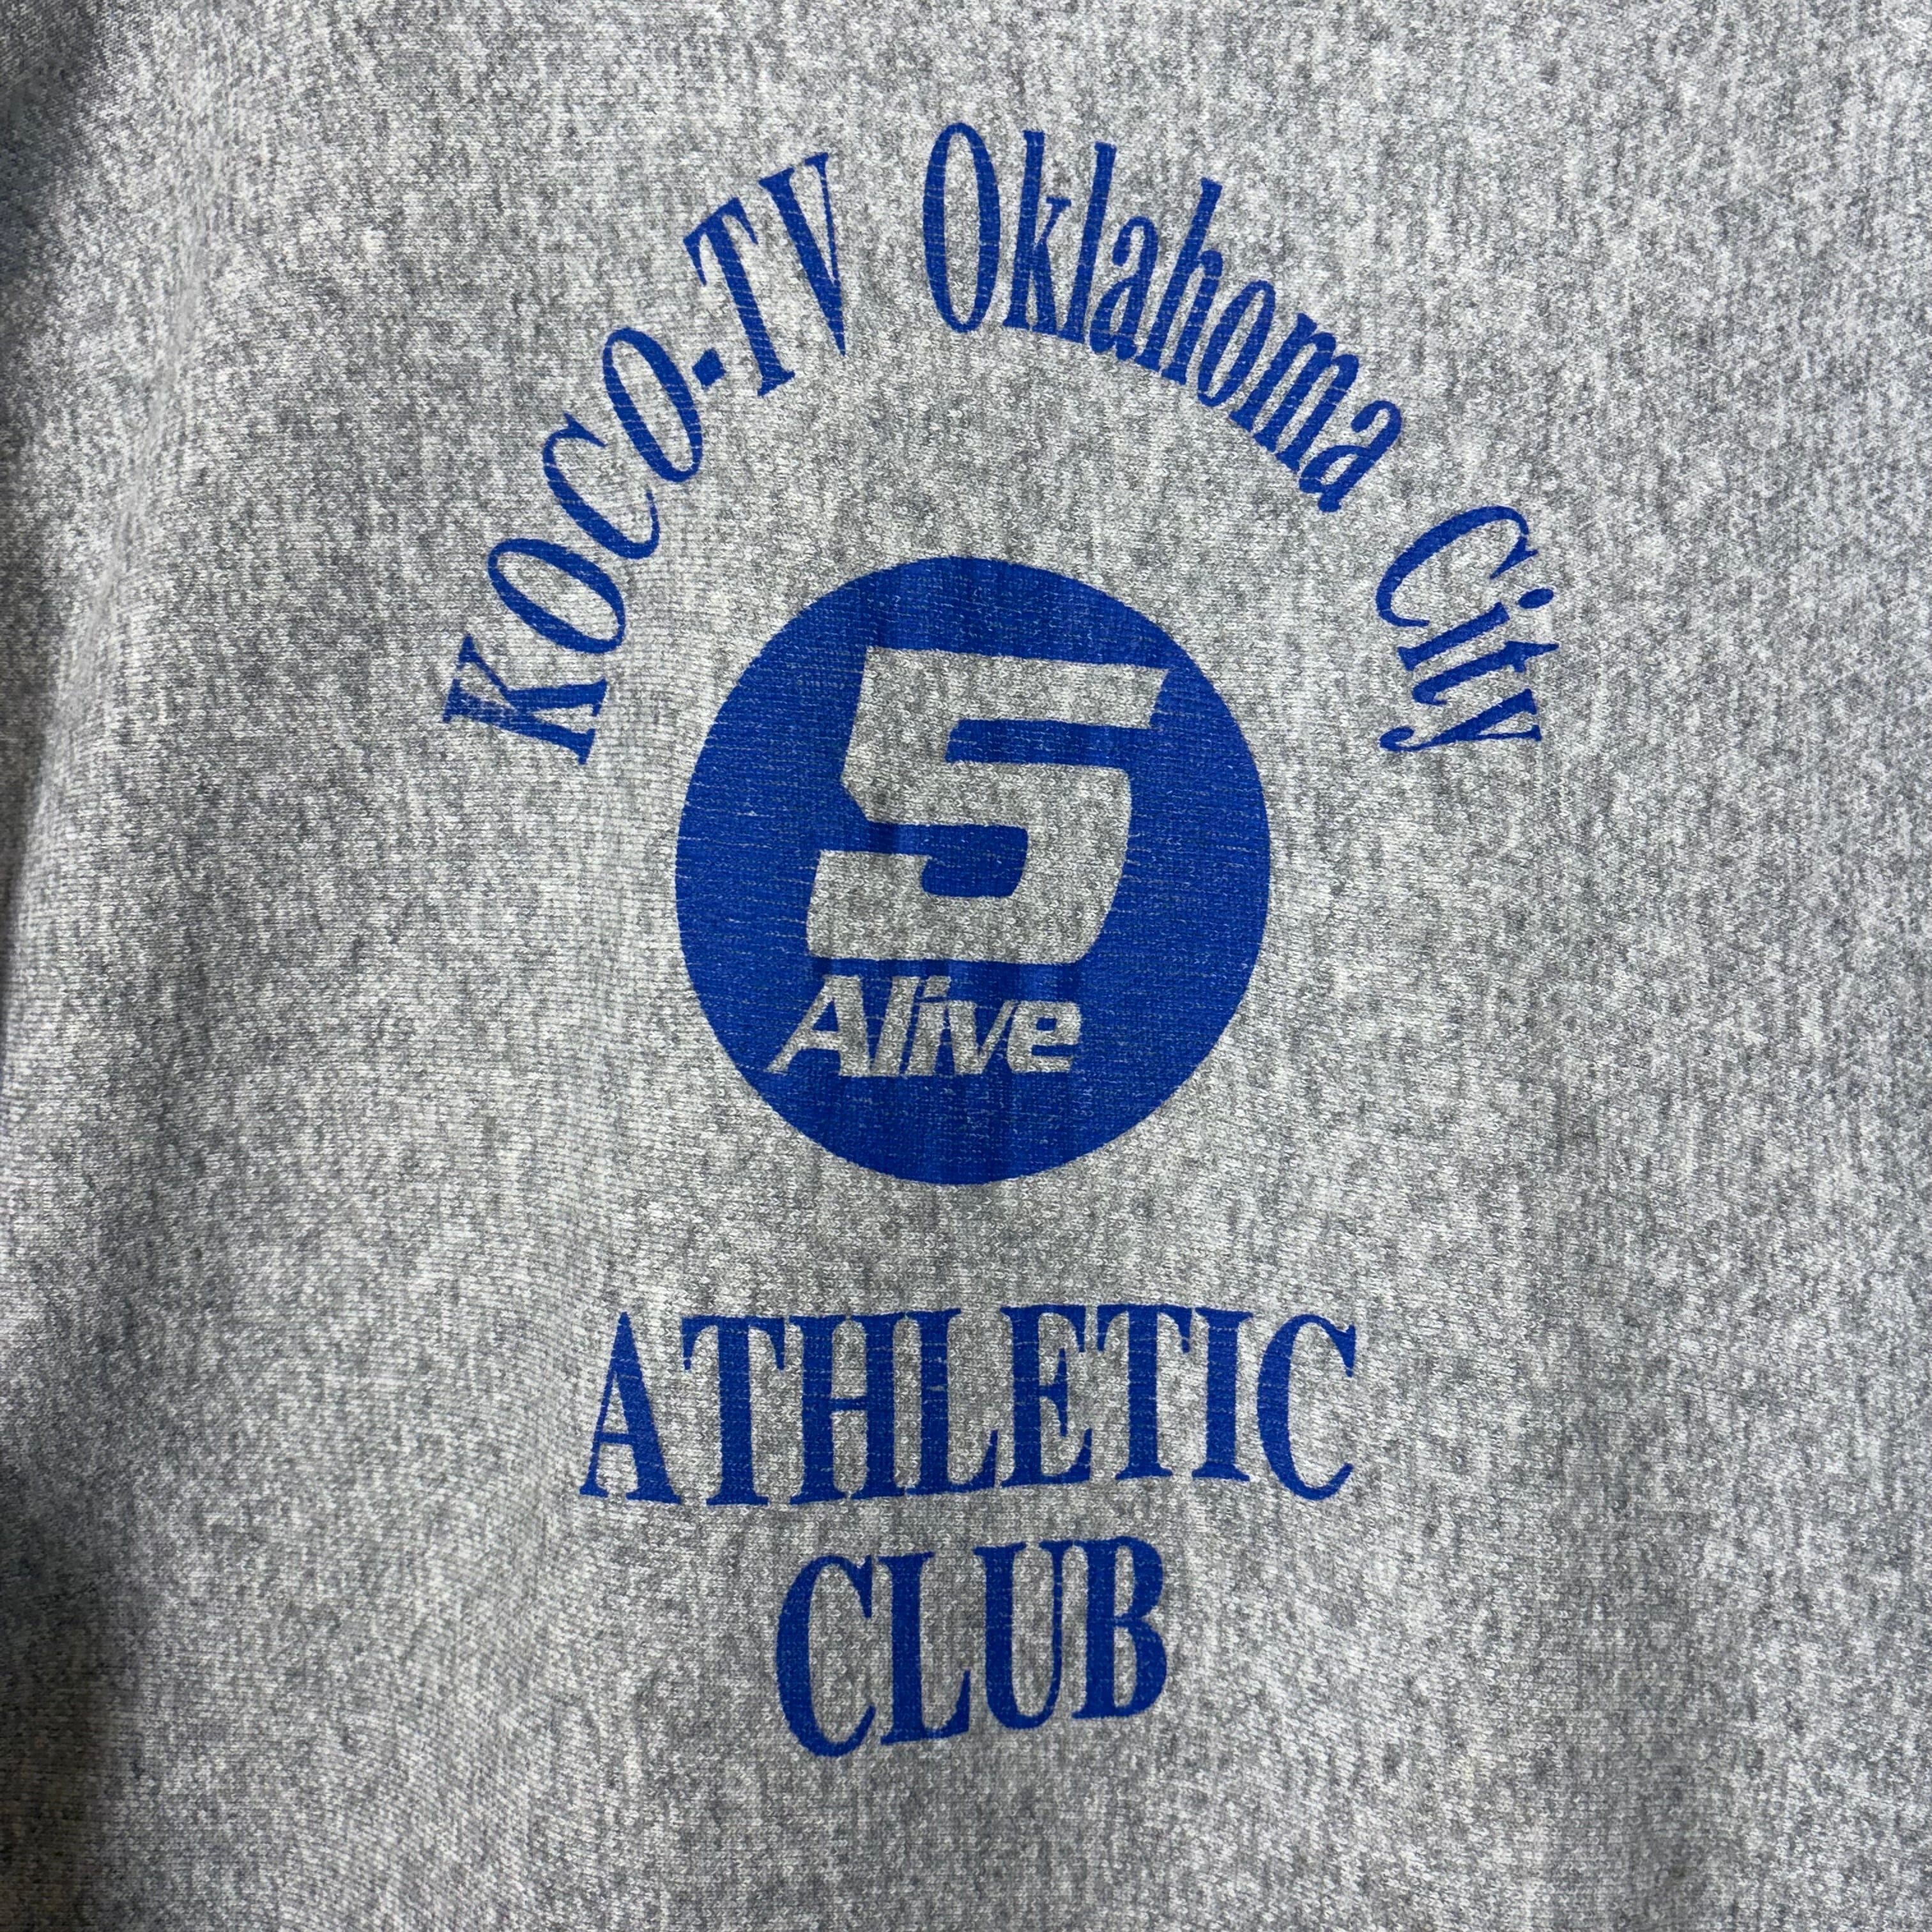 KOCO-TV Oklahoma City
5
Alive
ATHLETIC
CLUB